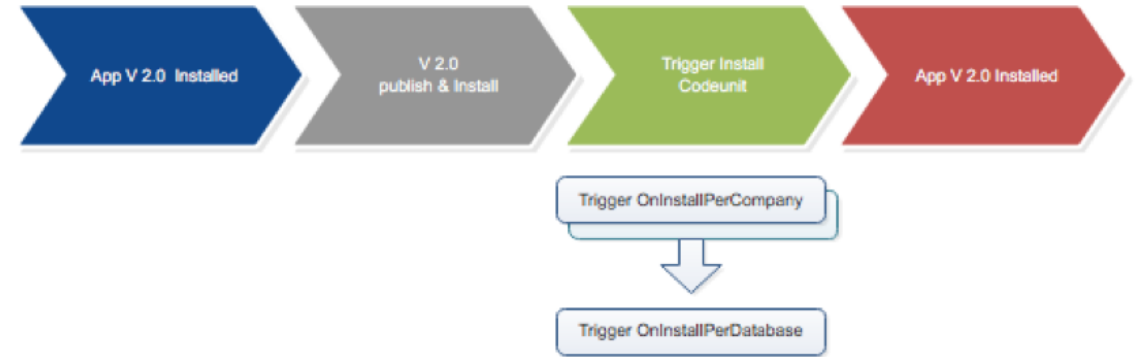 App V 2.0 Installed
V 2.0
publish & Install
Trigger Install
Codeunit
App V 2.0 Installed
Trigger OnInstallPerCompany
Trigger OnInstallPerDatabase